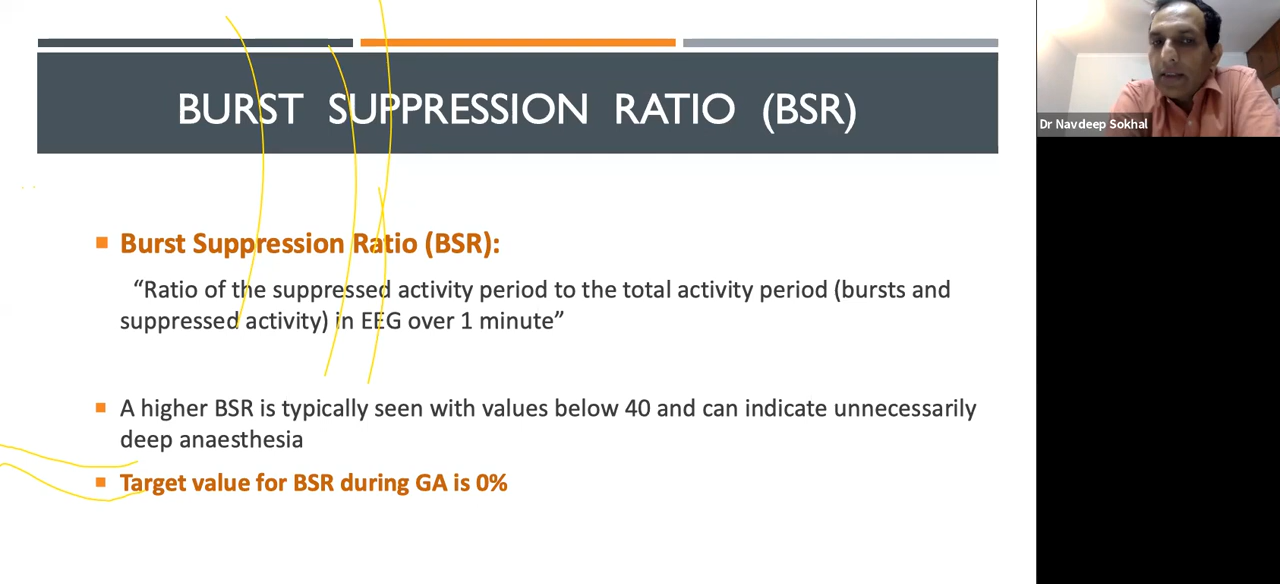 BURST SUPPRESSION RATIO (BSR)
Dr Navdeep Sokhal
Burst Suppression Ratio (BSR):
“Ratio of the suppressed activity period to the total activity period (bursts and
suppressed activity) in EEG over 1 minute”
A higher BSR is typically seen with values below 40 and can indicate unnecessarily
deep anaesthesia
Target value for BSR during GA is 0%